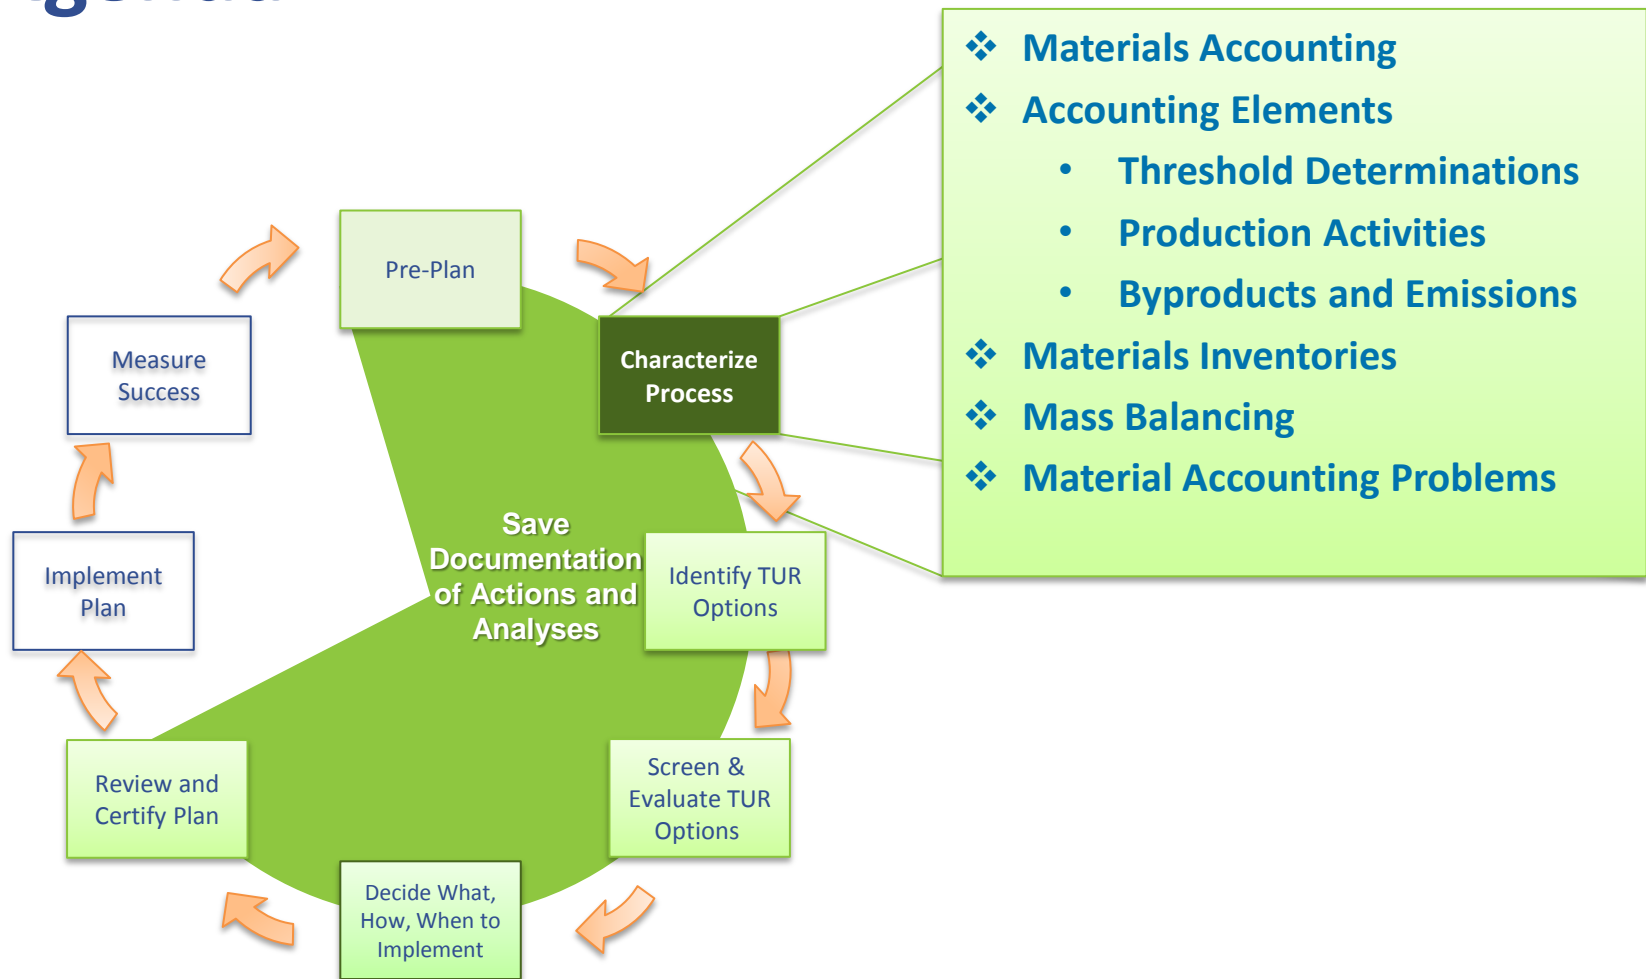 Materials Accounting
Accounting Elements
Threshold Determinations
Production Activities
Byproducts and Emissions
Materials Inventories
Mass Balancing
Material Accounting Problems
Pre-Plan
Characterize
Process
Identify TUR
Options
Screen &
Evaluate TUR
Options
Decide What,
How, When to
Implement
Review and
Certify Plan
Implement
Plan
Measure
Success
Save
Documentation
of Actions and
Analyses